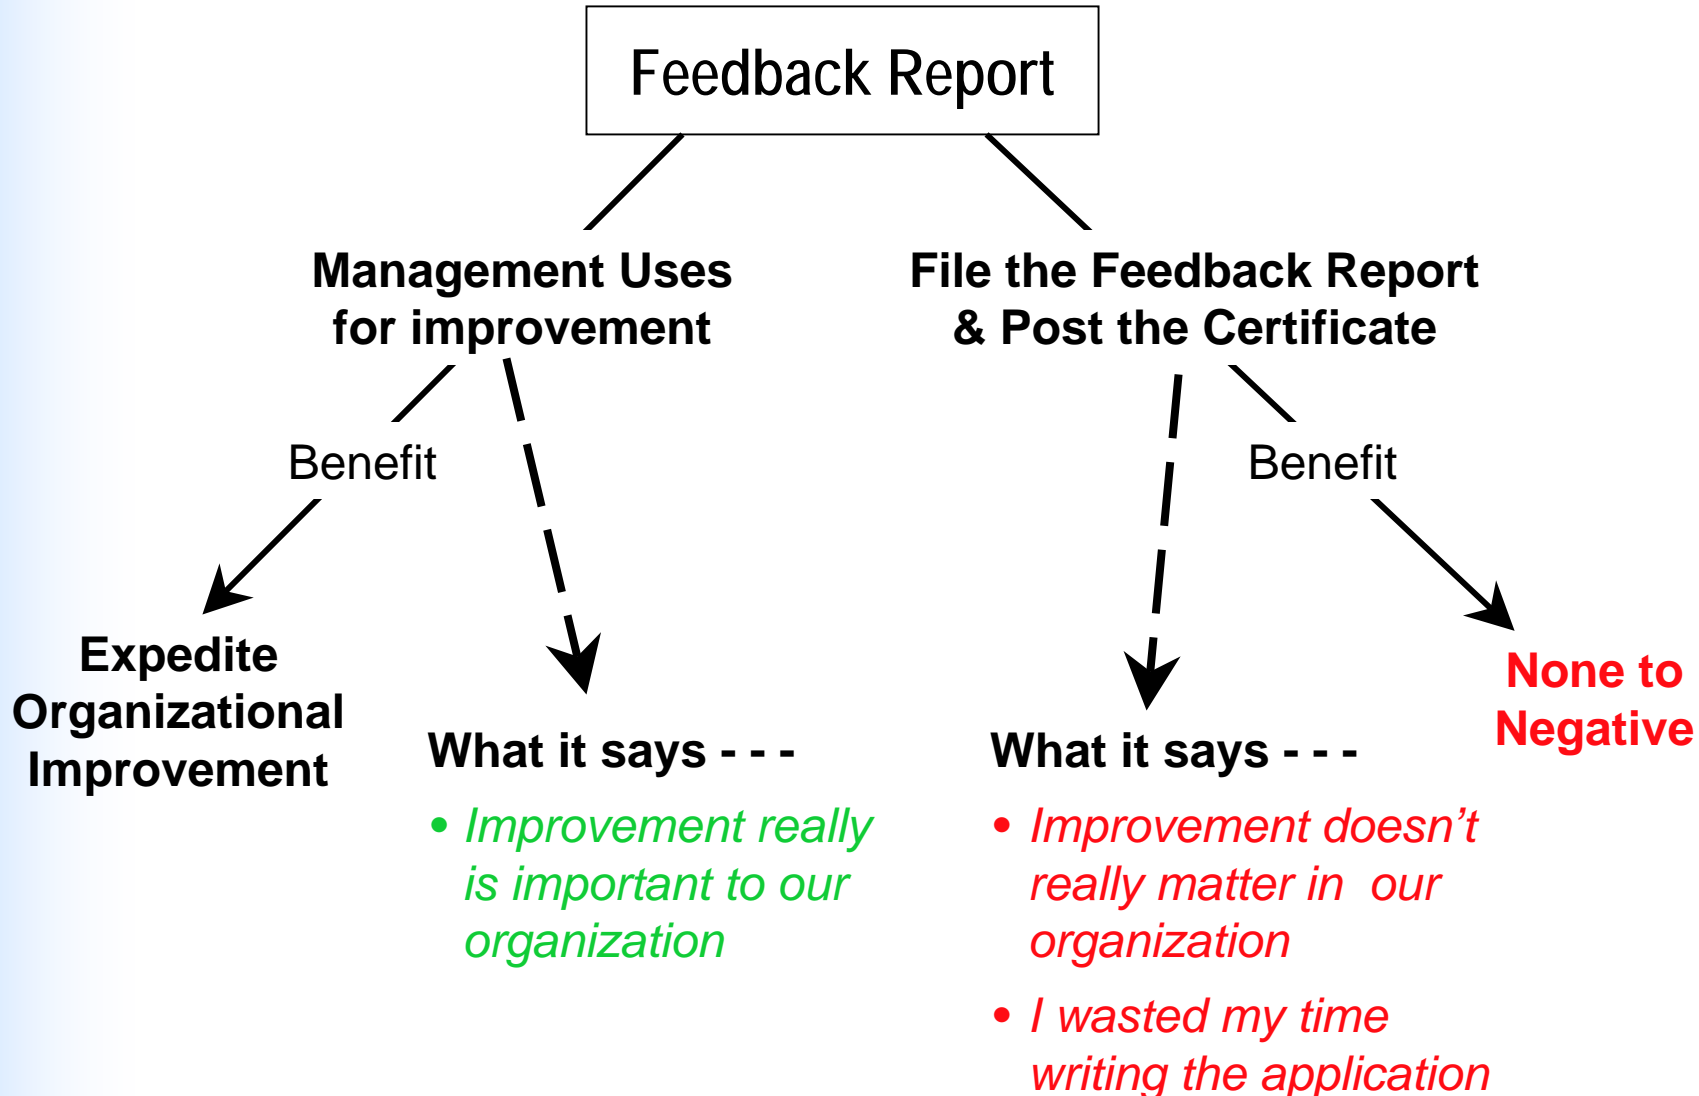 Feedback Report
Management Uses
for improvement
File the Feedback Report
& Post the Certificate
Benefit
Benefit
Expedite
Organizational
Improvement
What it says - - -
• Improvement really
is important to our
organization
What it says - - -
• Improvement doesn’t
really matter in our
organization
• I wasted my time
writing the application
None to
Negative